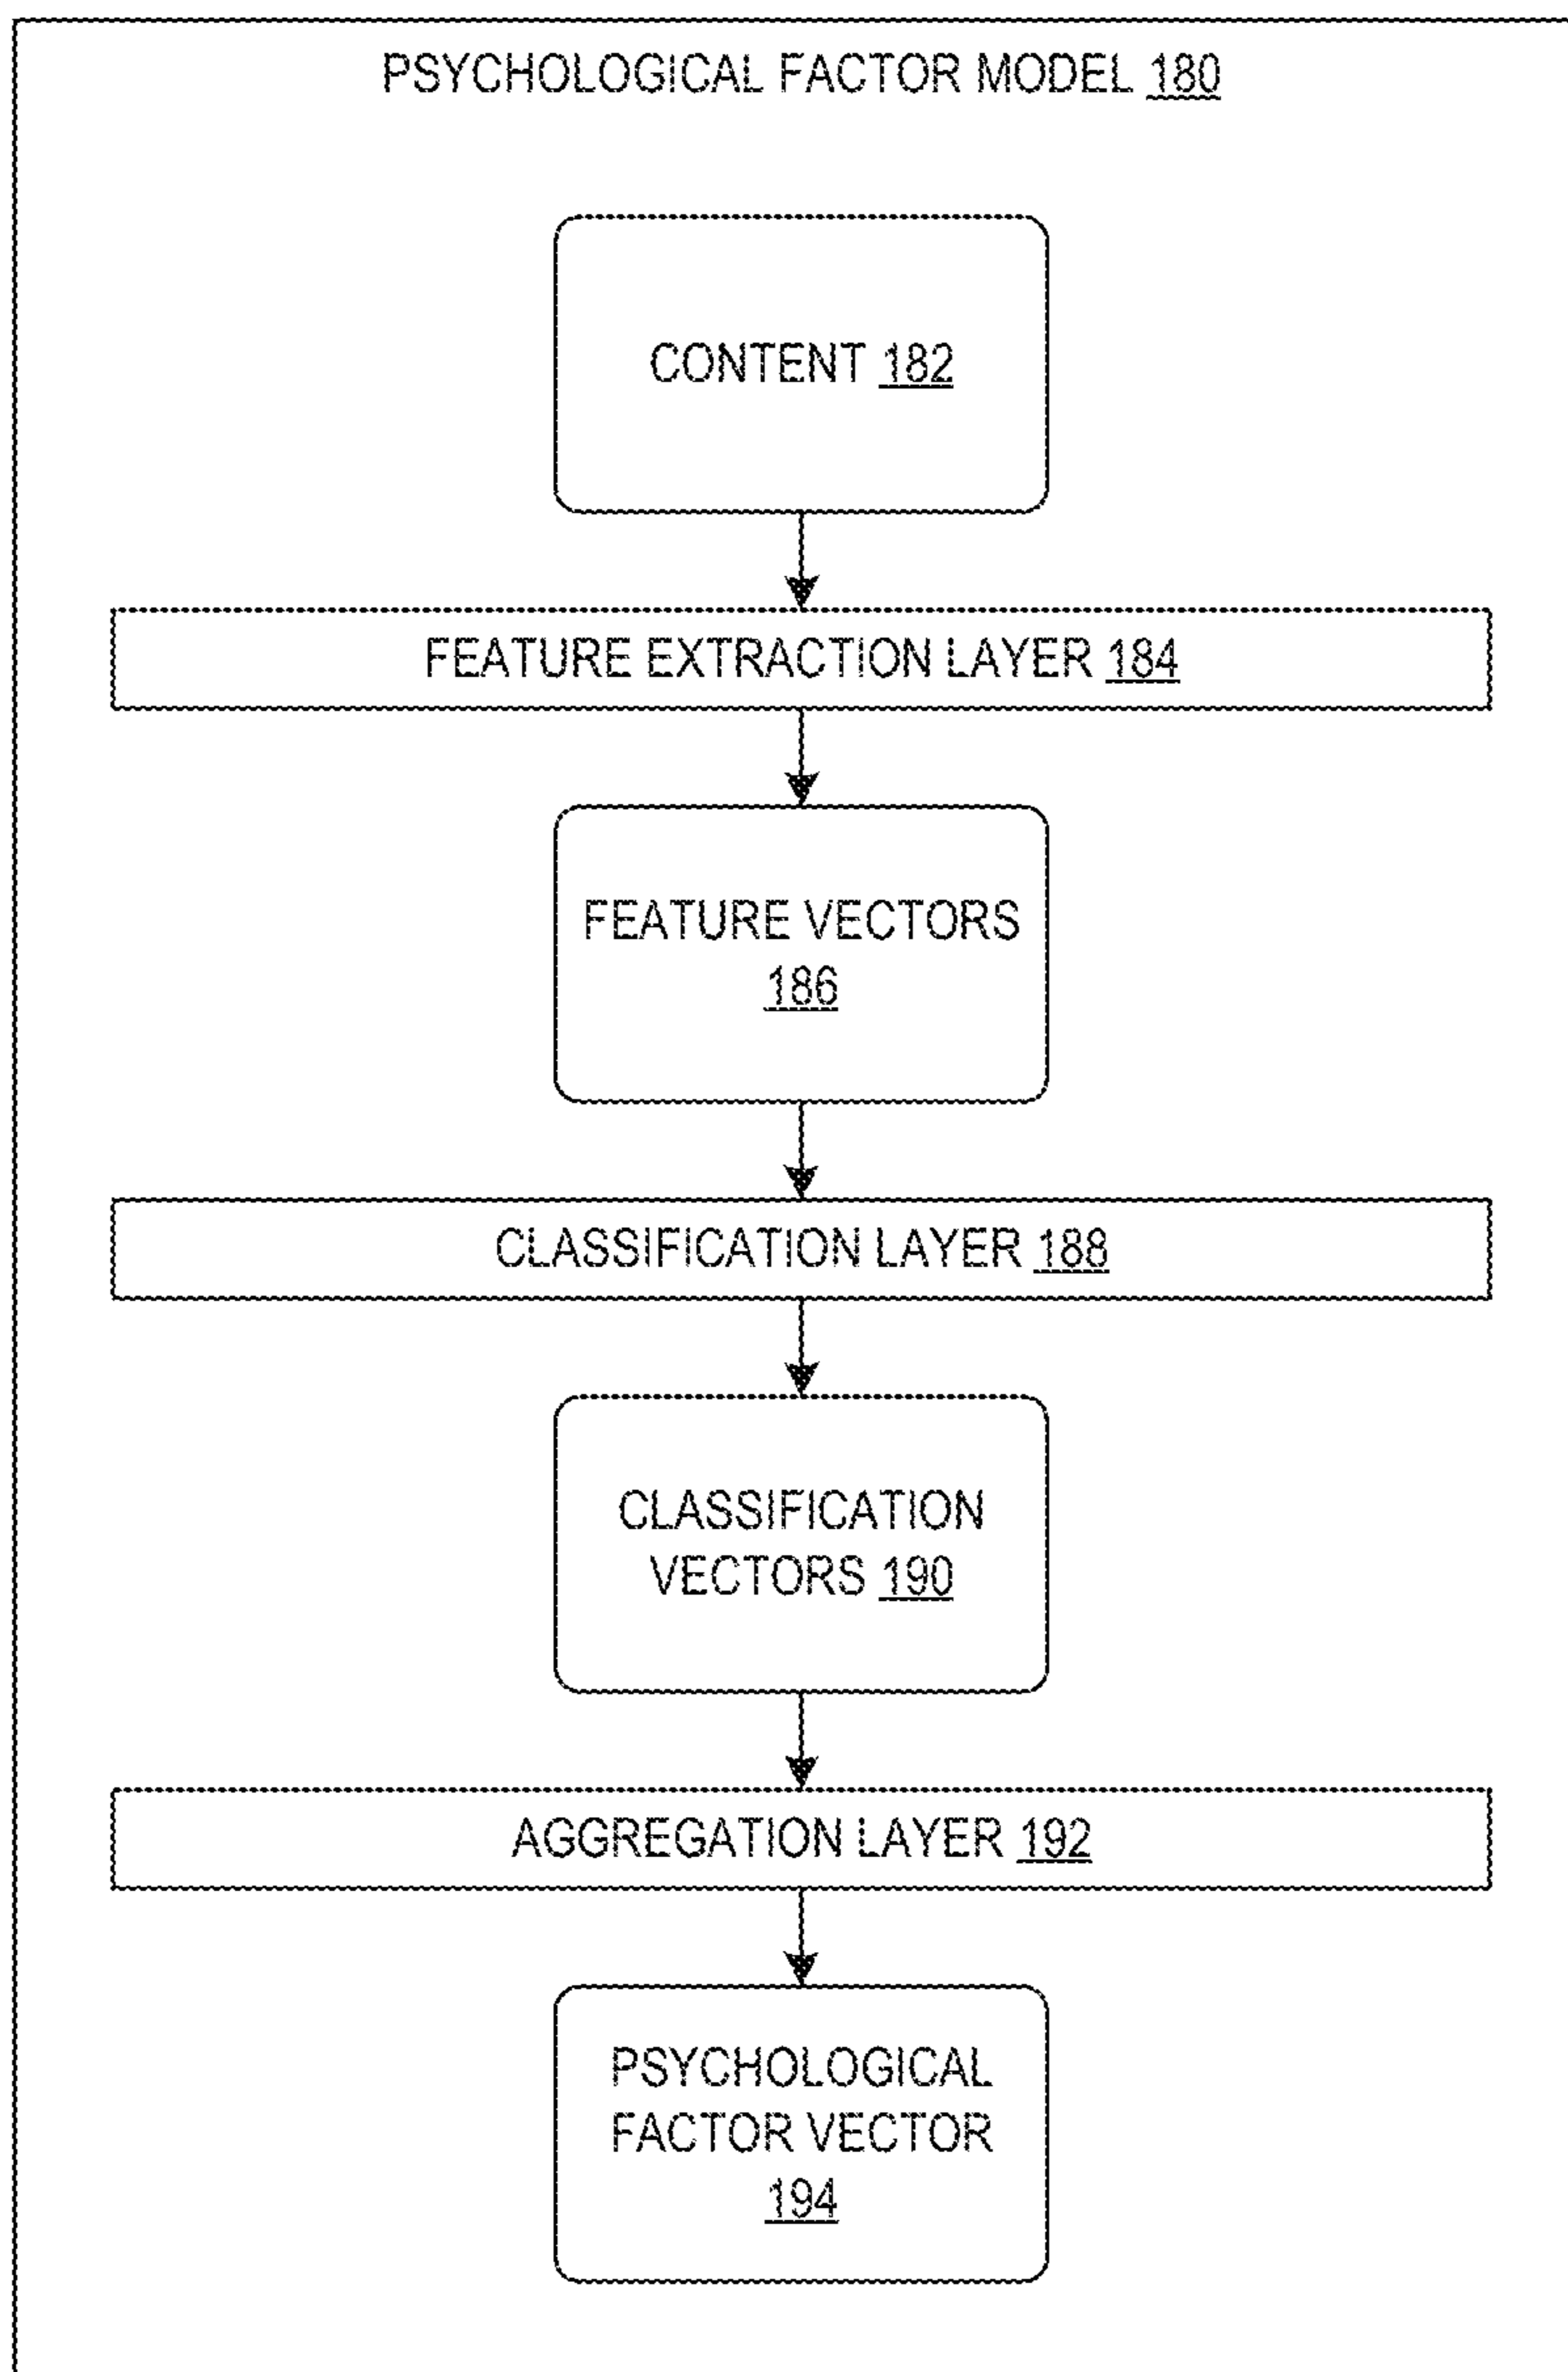 PSYCHOLOGICAL FACTOR MODEL 180
CONTENT 182
FEATURE EXTRACTION LAYER 184
FEATURE VECTORS
186
CLASSIFICATION LAYER 188
CLASSIFICATION
VECTORS 190
AGGREGATION LAYER 192
PSYCHOLOGICAL
FACTOR VECTOR
194